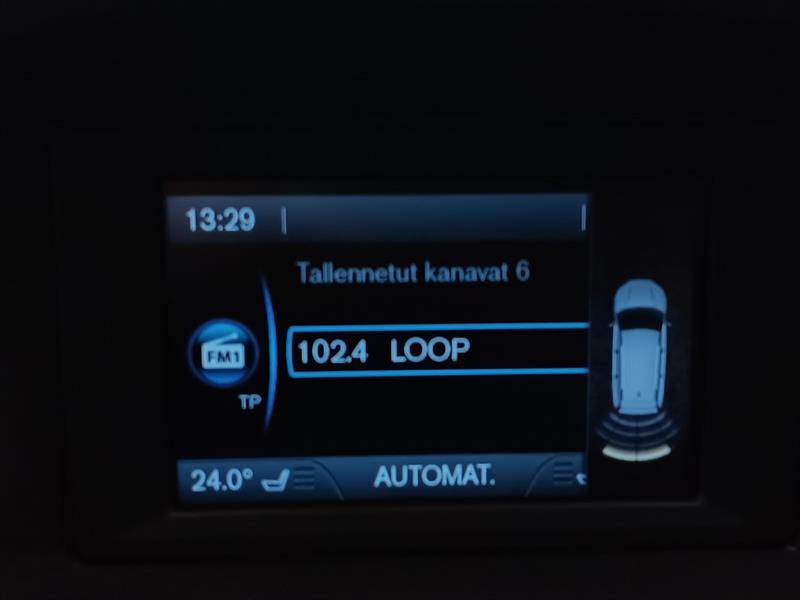 13:29
Tallennetut kanavat 6
FM1
102.4 LOOP
TP
24.0° AUTOMAT.